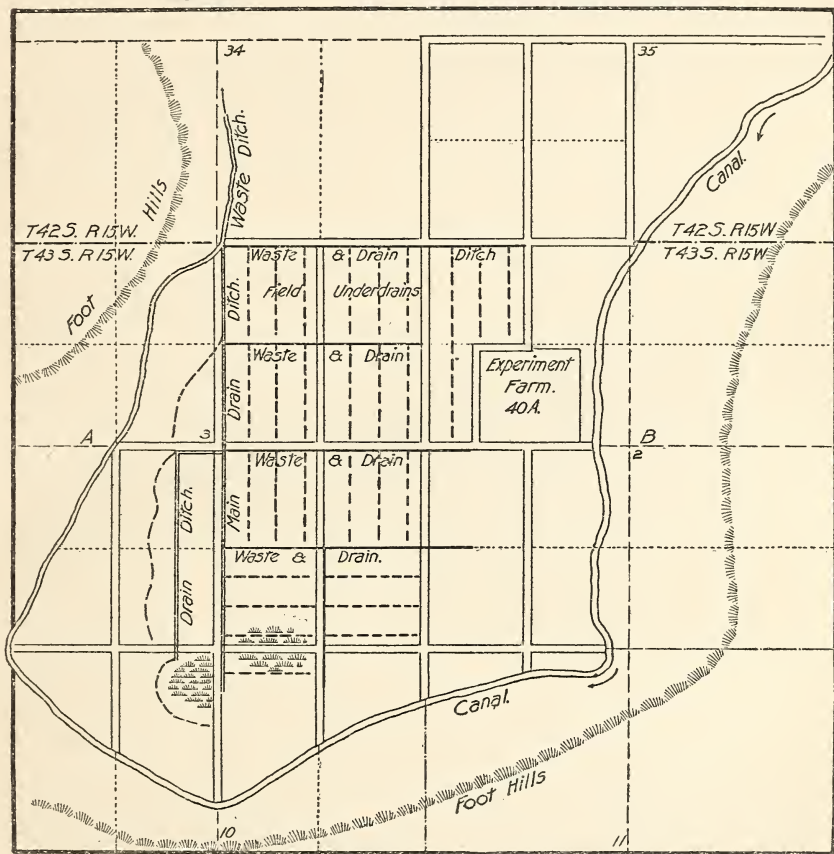 34
35
Foot Hills
Waste Ditch.
Canal.
T42S. R15W.
T43S. R15W.
T42S. R15W
T43S. R15W
Waste & Drain Ditch
Field Underdrains
Waste & Drain
Experiment
Farm.
40A.
A
3
B
2
Waste & Drain
Waste & Drain.
Main Drain Ditch.
Drain Ditch.
Canal.
Foot Hills
10
11